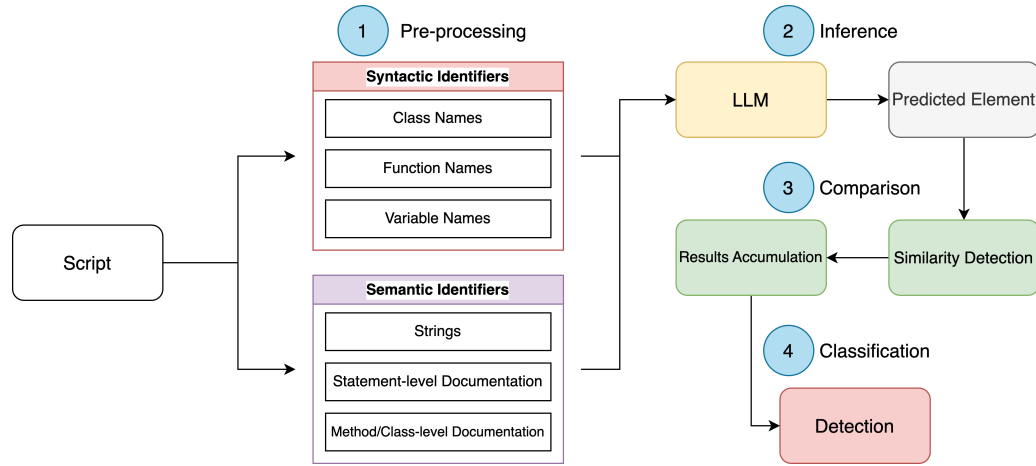 1
Pre-processing
Syntactic Identifiers
Class Names
Function Names
Variable Names
Script
Semantic Identifiers
Strings
Statement-level Documentation
Method/Class-level Documentation
2
Inference
LLM
Predicted Element
3
Comparison
Results Accumulation
Similarity Detection
4
Classification
Detection